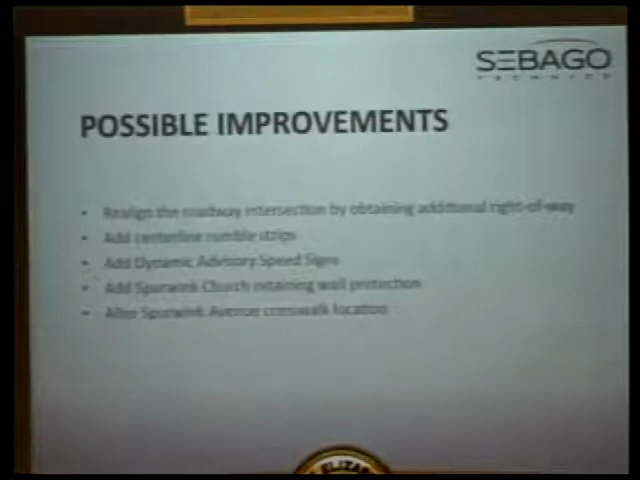 SEBAGO
TECHNICS
POSSIBLE IMPROVEMENTS
• Realign the roadway intersection by obtaining additional right-of-way
• Add centerline rumble strips
• Add Dynamic Advisory Speed Signs
• Add Spurwink Church retaining wall protection
• Alter Spurwink Avenue crosswalk location